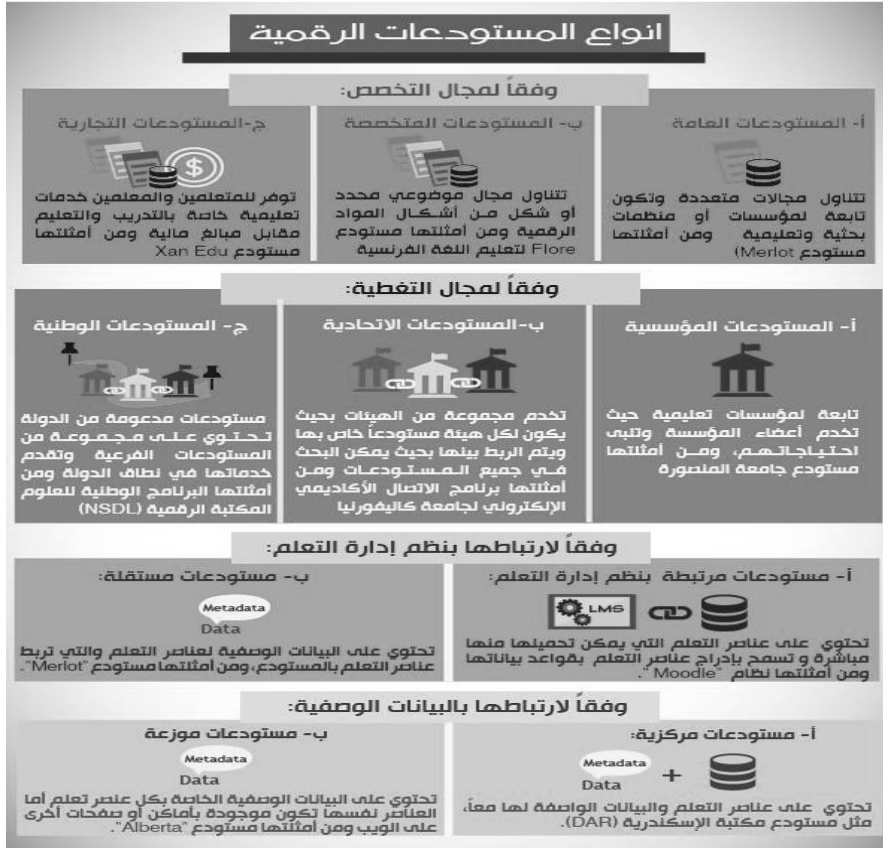 انواع المستودعات الرقمية
وفقاً لمجال التخصص:
أ- المستودعات العامة
تتناول مجالات متعددة وتكون
تابعة لمؤسسات أو منظمات
بحثية وتعليمية ومن أمثلتها
مستودع Merlot)
ب- المستودعات المتخصصة
تتناول مجال موضوعي محدد
أو شكل من أشكال المواد
الرقمية ومن أمثلتها مستودع
Flore لتعليم اللغة الفرنسية
ج-المستودعات التجارية
توفر للمتعلمين والمعلمين خدمات
تعليمية خاصة بالتدريب والتعليم
مقابل مبالغ مالية ومن أمثلتها
مستودع Xan Edu
وفقاً لمجال التغطية:
أ- المستودعات المؤسسية
تابعة لمؤسسات تعليمية حيث
تخدم أعضاء المؤسسة وتلبى
احتياجاتهم، ومن أمثلتها
مستودع جامعة المنصورة
ب-المستودعات الاتحادية
تخدم مجموعة من الهيئات بحيث
يكون لكل هيئة مستودعاً خاص بها
ويتم الربط بينها بحيث يمكن البحث
في جميع المستودعات ومن
أمثلتها برنامج الاتصال الأكاديمي
الإلكتروني لجامعة كاليفورنيا
ج- المستودعات الوطنية
مستودعات مدعومة من الدولة
تحتوي على مجموعة من
المستودعات الفرعية وتقدم
خدماتها في نطاق الدولة ومن
أمثلتها البرنامج الوطنية للعلوم
المكتبة الرقمية (NSDL)
وفقاً لارتباطها بنظم إدارة التعلم:
أ- مستودعات مرتبطة بنظم إدارة التعلم:
LMS
تحتوي على عناصر التعلم التي يمكن تحميلها منها
مباشرة و تسمح بإدراج عناصر التعلم بقواعد بياناتها
ومن أمثلتها نظام "Moodle".
ب- مستودعات مستقلة:
Metadata
Data
تحتوي على البيانات الوصفية لعناصر التعلم والتي تربط
عناصر التعلم بالمستودع، ومن أمثلتها مستودع "Merlot".
وفقاً لارتباطها بالبيانات الوصفية:
أ- مستودعات مركزية:
Metadata
Data
+
تحتوي على عناصر التعلم والبيانات الواصفة لها معاً،
مثل مستودع مكتبة الإسكندرية (DAR).
ب- مستودعات موزعة
Metadata
Data
تحتوي على البيانات الوصفية الخاصة بكل عنصر تعلم أما
العناصر نفسها تكون موجودة بأماكن أو صفحات أخرى
على الويب ومن أمثلتها مستودع "Alberta".